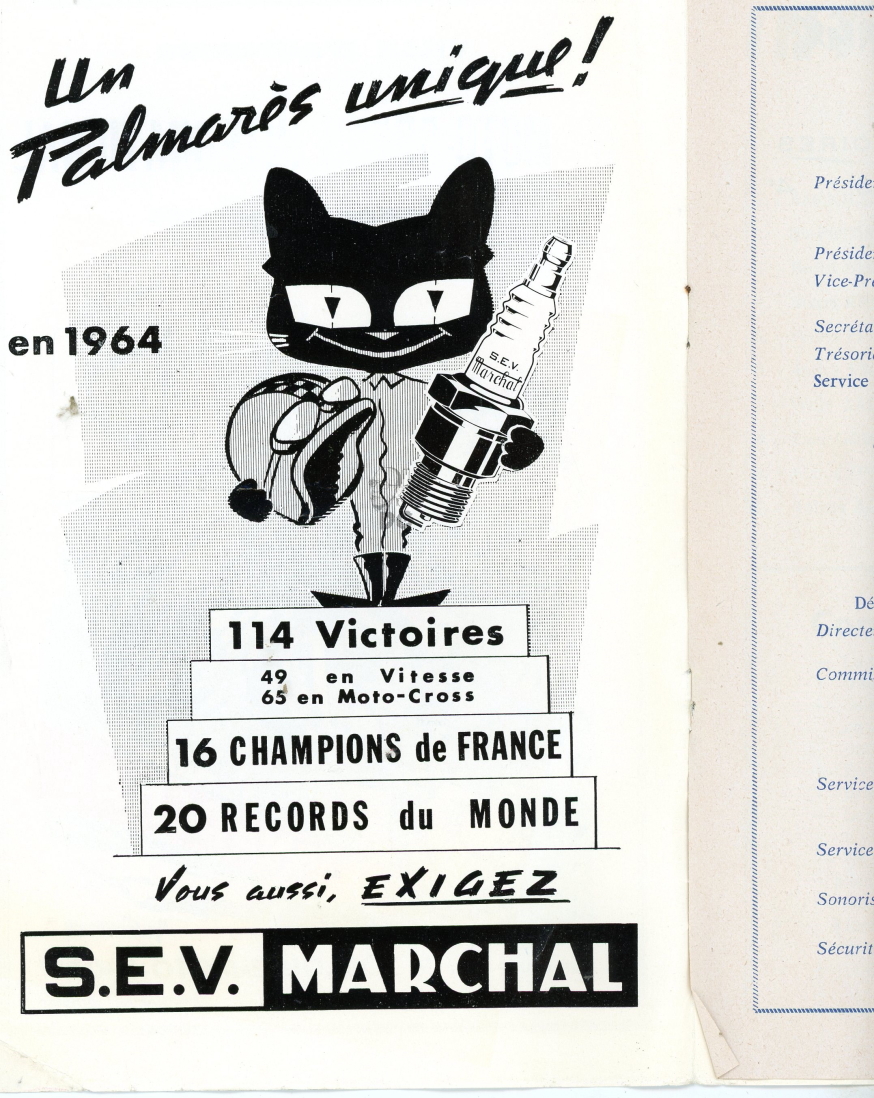 Un
Palmarès unique!
en 1964
S.E.V.
Marchal
114 Victoires
49 en Vitesse
65 en Moto-Cross
16 CHAMPIONS de FRANCE
20 RECORDS du MONDE
Vous aussi, EXIGEZ
S.E.V. MARCHAL
Préside
Préside
Vice-Pr
Secréta
Trésori
Service
Dé
Directe
Commi
Service
Service
Sonoris
Sécurit